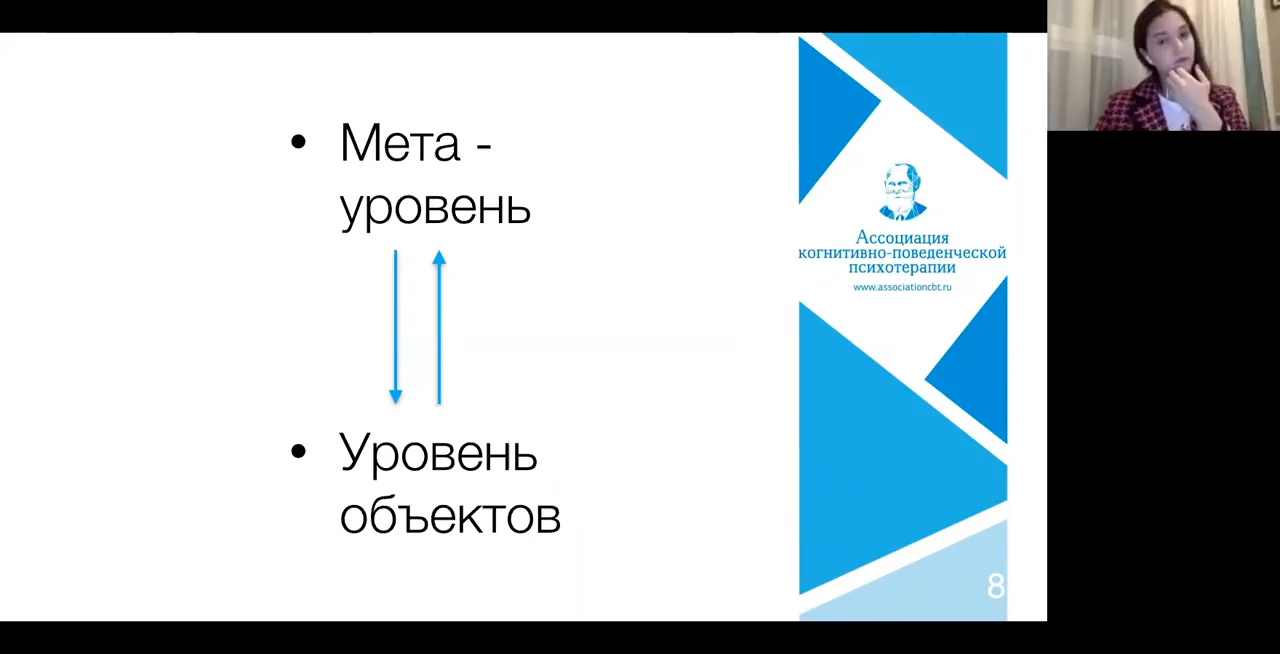 • Мета -
уровень
• Уровень
объектов
Ассоциация
когнитивно-поведенческой
психотерапии
www.associationcbt.ru
8